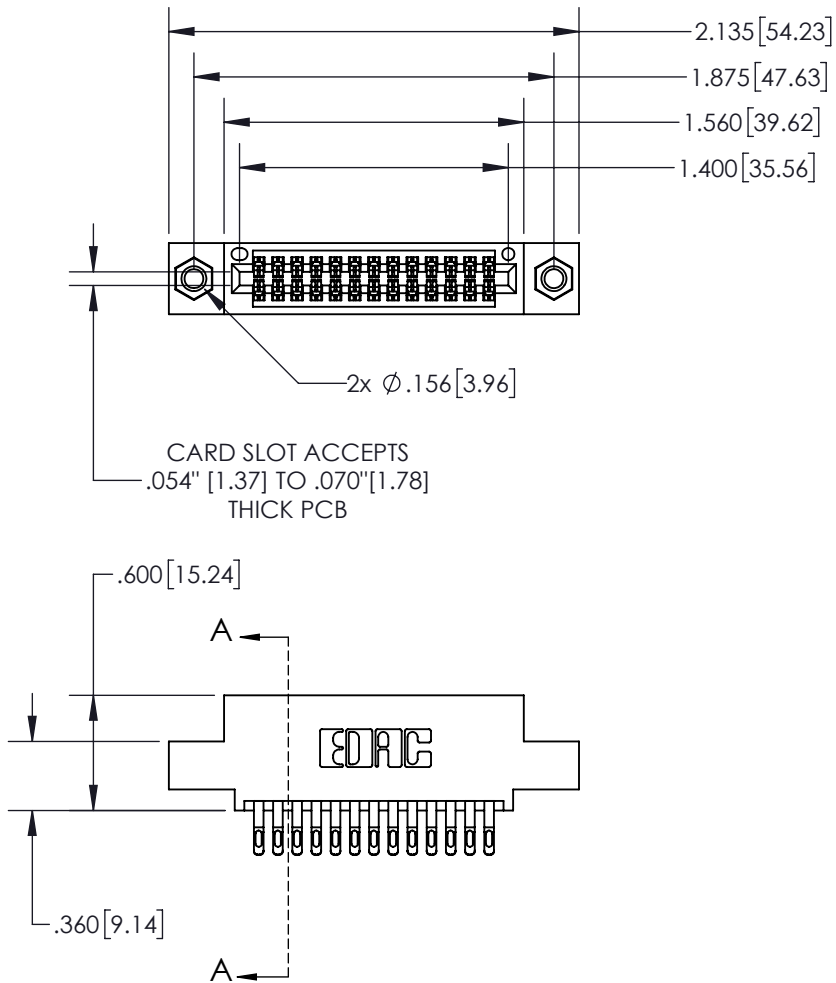 2.135[54.23]
1.875[47.63]
1.560[39.62]
1.400[35.56]
2x ∅.156[3.96]
CARD SLOT ACCEPTS
.054" [1.37] TO .070"[1.78]
THICK PCB
.600[15.24]
A
EDAC
.360[9.14]
A